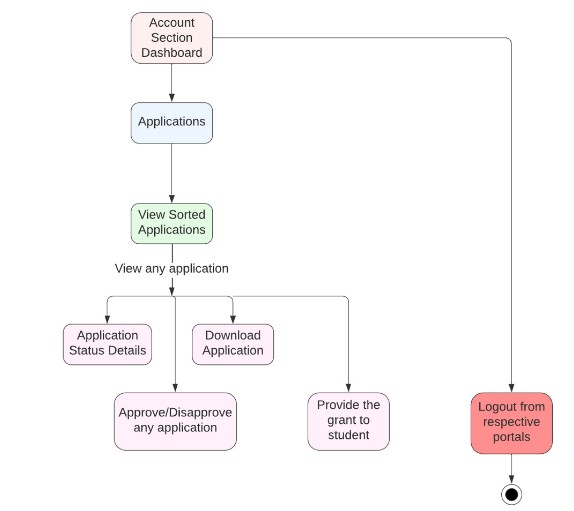 Account
Section
Dashboard
Applications
View Sorted
Applications
View any application
Application
Status Details
Download
Application
Approve/Disapprove
any application
Provide the
grant to
student
Logout from
respective
portals